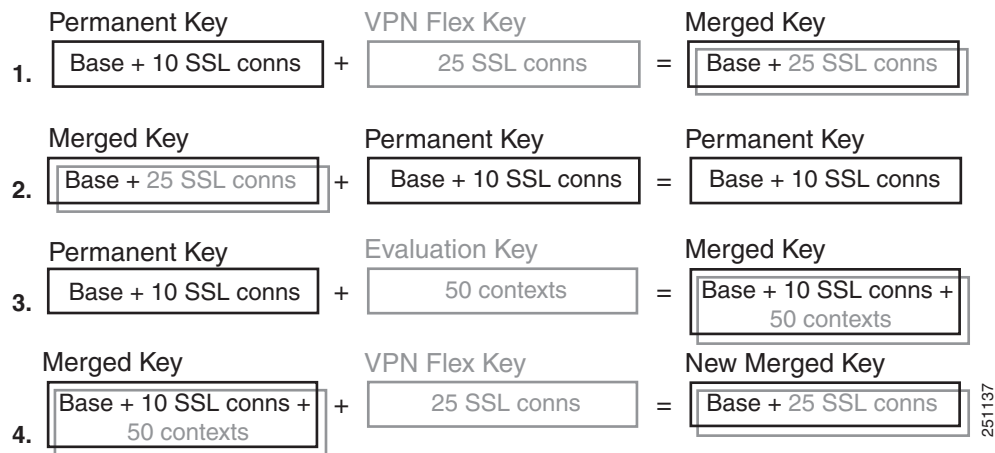 Permanent Key VPN Flex Key Merged Key
1. Base + 10 SSL conns + 25 SSL conns = Base + 25 SSL conns
Merged Key Permanent Key Permanent Key
2. Base + 25 SSL conns + Base + 10 SSL conns = Base + 10 SSL conns
Permanent Key Evaluation Key Merged Key
3. Base + 10 SSL conns + 50 contexts = Base + 10 SSL conns +
50 contexts
Merged Key VPN Flex Key New Merged Key
4. Base + 10 SSL conns + + 25 SSL conns = Base + 25 SSL conns
50 contexts
251137